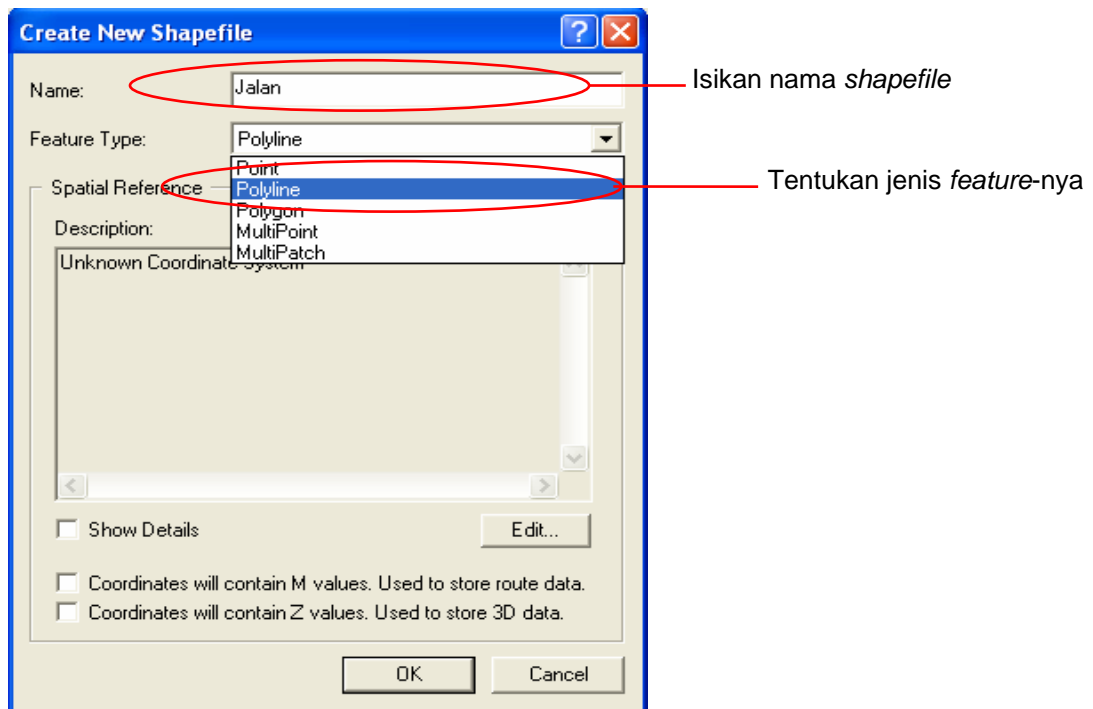 Create New Shapefile
Name: Jalan
Isikan nama shapefile
Feature Type: Polyline
Point
Polyline
Polygon
MultiPoint
MultiPatch
Tentukan jenis feature-nya
Spatial Reference
Description:
Unknown Coordinate System
Show Details
Edit...
Coordinates will contain M values. Used to store route data.
Coordinates will contain Z values. Used to store 3D data.
OK
Cancel